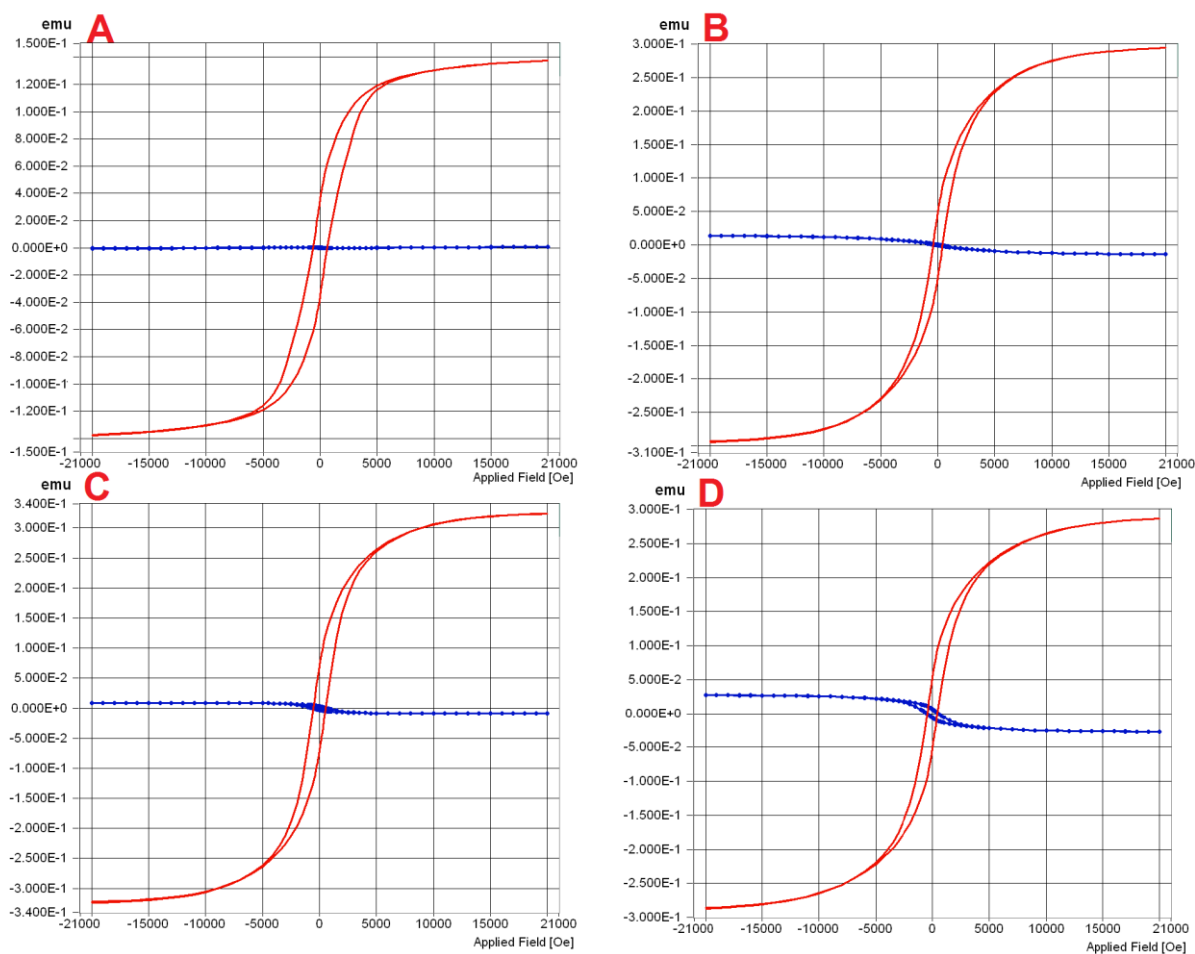 A
emu
1.500E-1
1.200E-1
1.000E-1
8.000E-2
6.000E-2
4.000E-2
2.000E-2
0.000E+0
-2.000E-2
-4.000E-2
-6.000E-2
-8.000E-2
-1.000E-1
-1.200E-1
-1.500E-1
-21000 -15000 -10000 -5000 0 5000 10000 15000 21000
Applied Field [Oe]
B
emu
3.000E-1
2.500E-1
2.000E-1
1.500E-1
1.000E-1
5.000E-2
0.000E+0
-5.000E-2
-1.000E-1
-1.500E-1
-2.000E-1
-2.500E-1
-3.100E-1
-21000 -15000 -10000 -5000 0 5000 10000 15000 21000
Applied Field [Oe]
C
emu
3.400E-1
3.000E-1
2.500E-1
2.000E-1
1.500E-1
1.000E-1
5.000E-2
0.000E+0
-5.000E-2
-1.000E-1
-1.500E-1
-2.000E-1
-2.500E-1
-3.000E-1
-3.400E-1
-21000 -15000 -10000 -5000 0 5000 10000 15000 21000
Applied Field [Oe]
D
emu
3.000E-1
2.500E-1
2.000E-1
1.500E-1
1.000E-1
5.000E-2
0.000E+0
-5.000E-2
-1.000E-1
-1.500E-1
-2.000E-1
-2.500E-1
-3.000E-1
-21000 -15000 -10000 -5000 0 5000 10000 15000 21000
Applied Field [Oe]